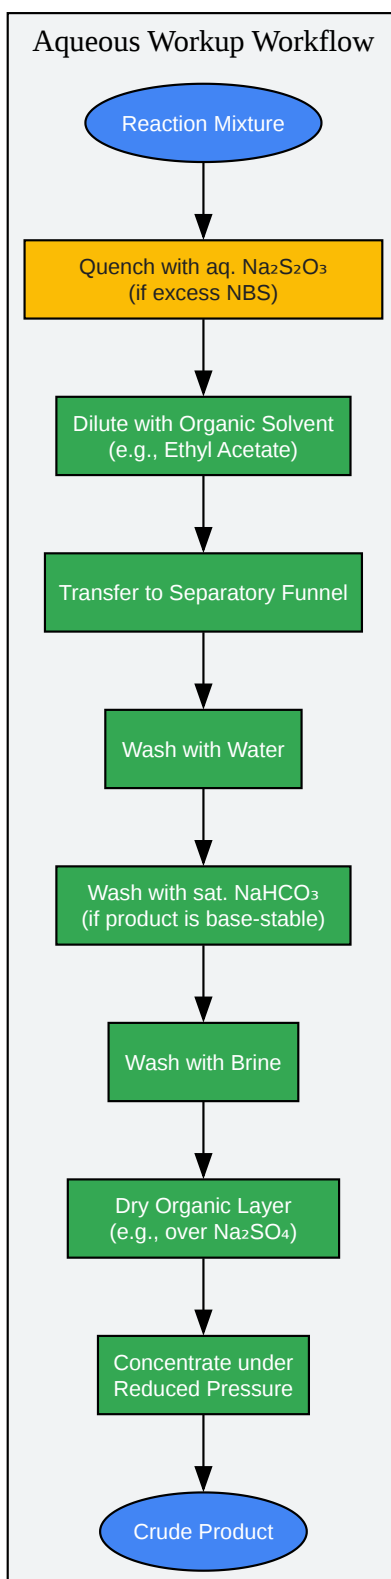 Aqueous Workup Workflow
Reaction Mixture
Quench with aq. Na₂S₂O₃
(if excess NBS)
Dilute with Organic Solvent
(e.g., Ethyl Acetate)
Transfer to Separatory Funnel
Wash with Water
Wash with sat. NaHCO₃
(if product is base-stable)
Wash with Brine
Dry Organic Layer
(e.g., over Na₂SO₄)
Concentrate under
Reduced Pressure
Crude Product